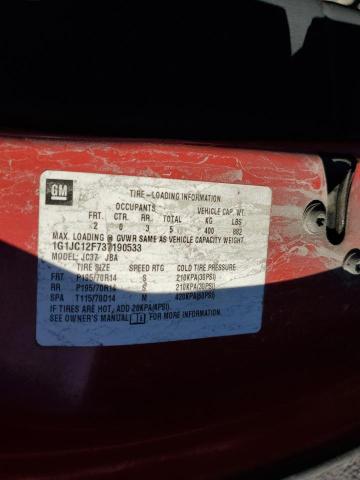 GM
TIRE-LOADING INFORMATION
OCCUPANTS VEHICLE CAP. WT.
FRT. CTR. RR. TOTAL KG LBS
2 0 3 5 400 882
MAX. LOADING @ GVWR SAME AS VEHICLE CAPACITY WEIGHT
1G1JC12F737190533
MODEL: JC37 JBA
TIRE SIZE SPEED RTG COLD TIRE PRESSURE
FRT P195/70R14 S 210KPA(30PSI)
RR P195/70R14 S 210KPA(30PSI)
SPA T115/70D14 M 420KPA(60PSI)
IF TIRES ARE HOT, ADD 28KPA(4PSI)
SEE OWNER'S MANUAL